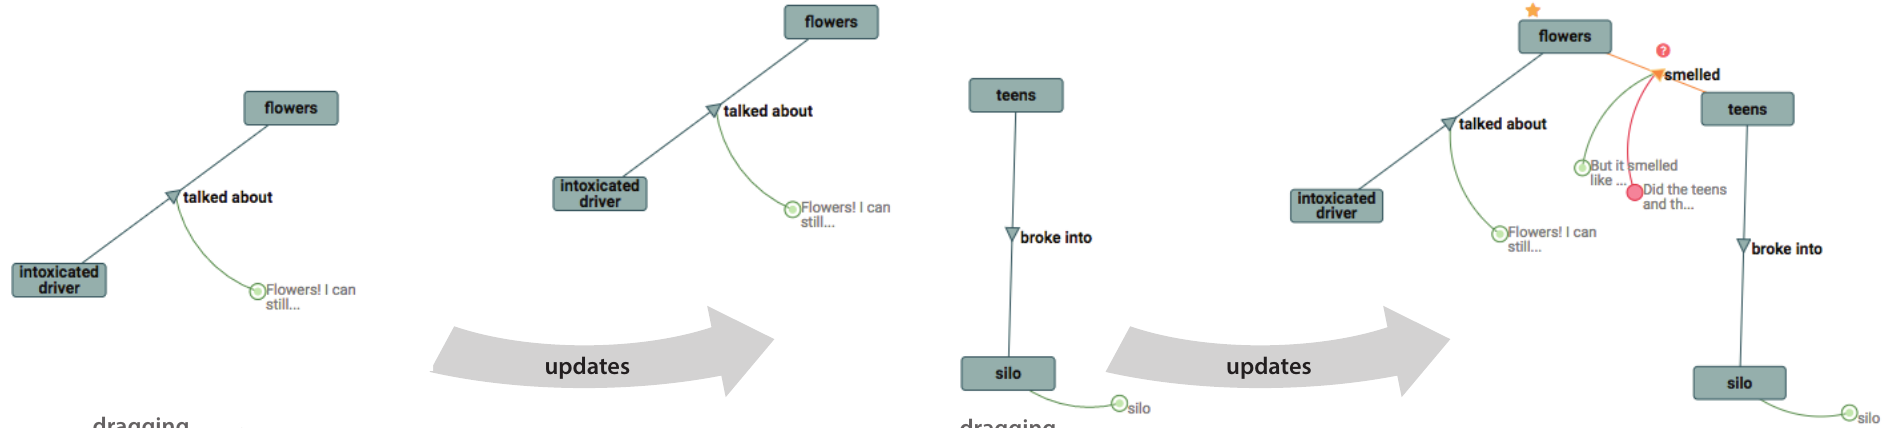 flowers
talked about
intoxicated
driver
Flowers! I can
still...
updates
flowers
talked about
intoxicated
driver
Flowers! I can
still...
teens
broke into
silo
silo
updates
flowers
?
smelled
teens
talked about
But it smelled
like ...
Did the teens
and th...
intoxicated
driver
Flowers! I can
still...
broke into
silo
silo
dragging
dragging